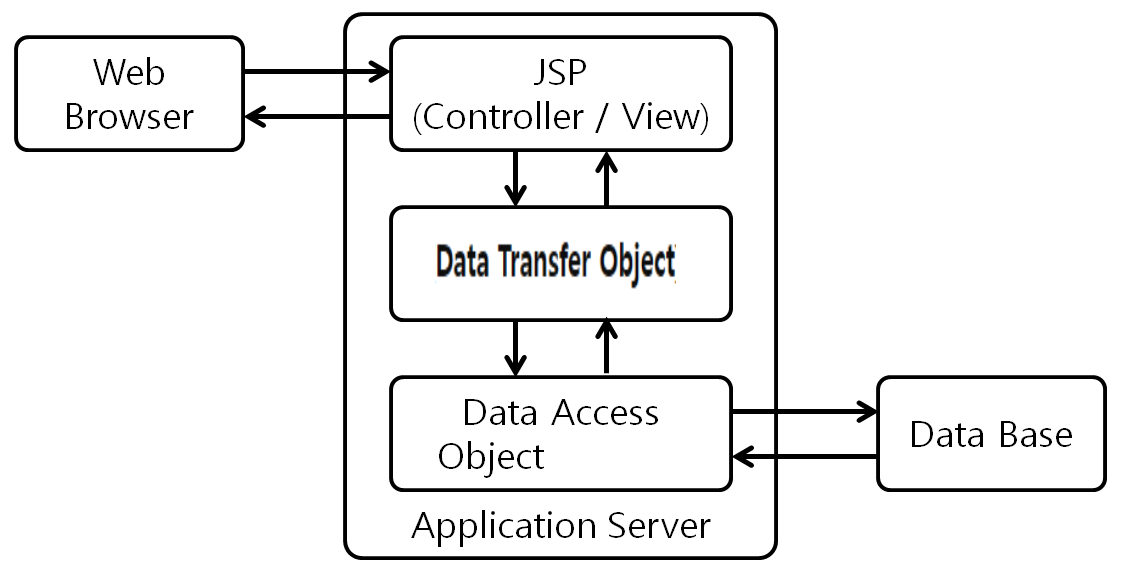 Web
Browser
JSP
(Controller / View)
Data Transfer Object
Data Access
Object
Data Base
Application Server